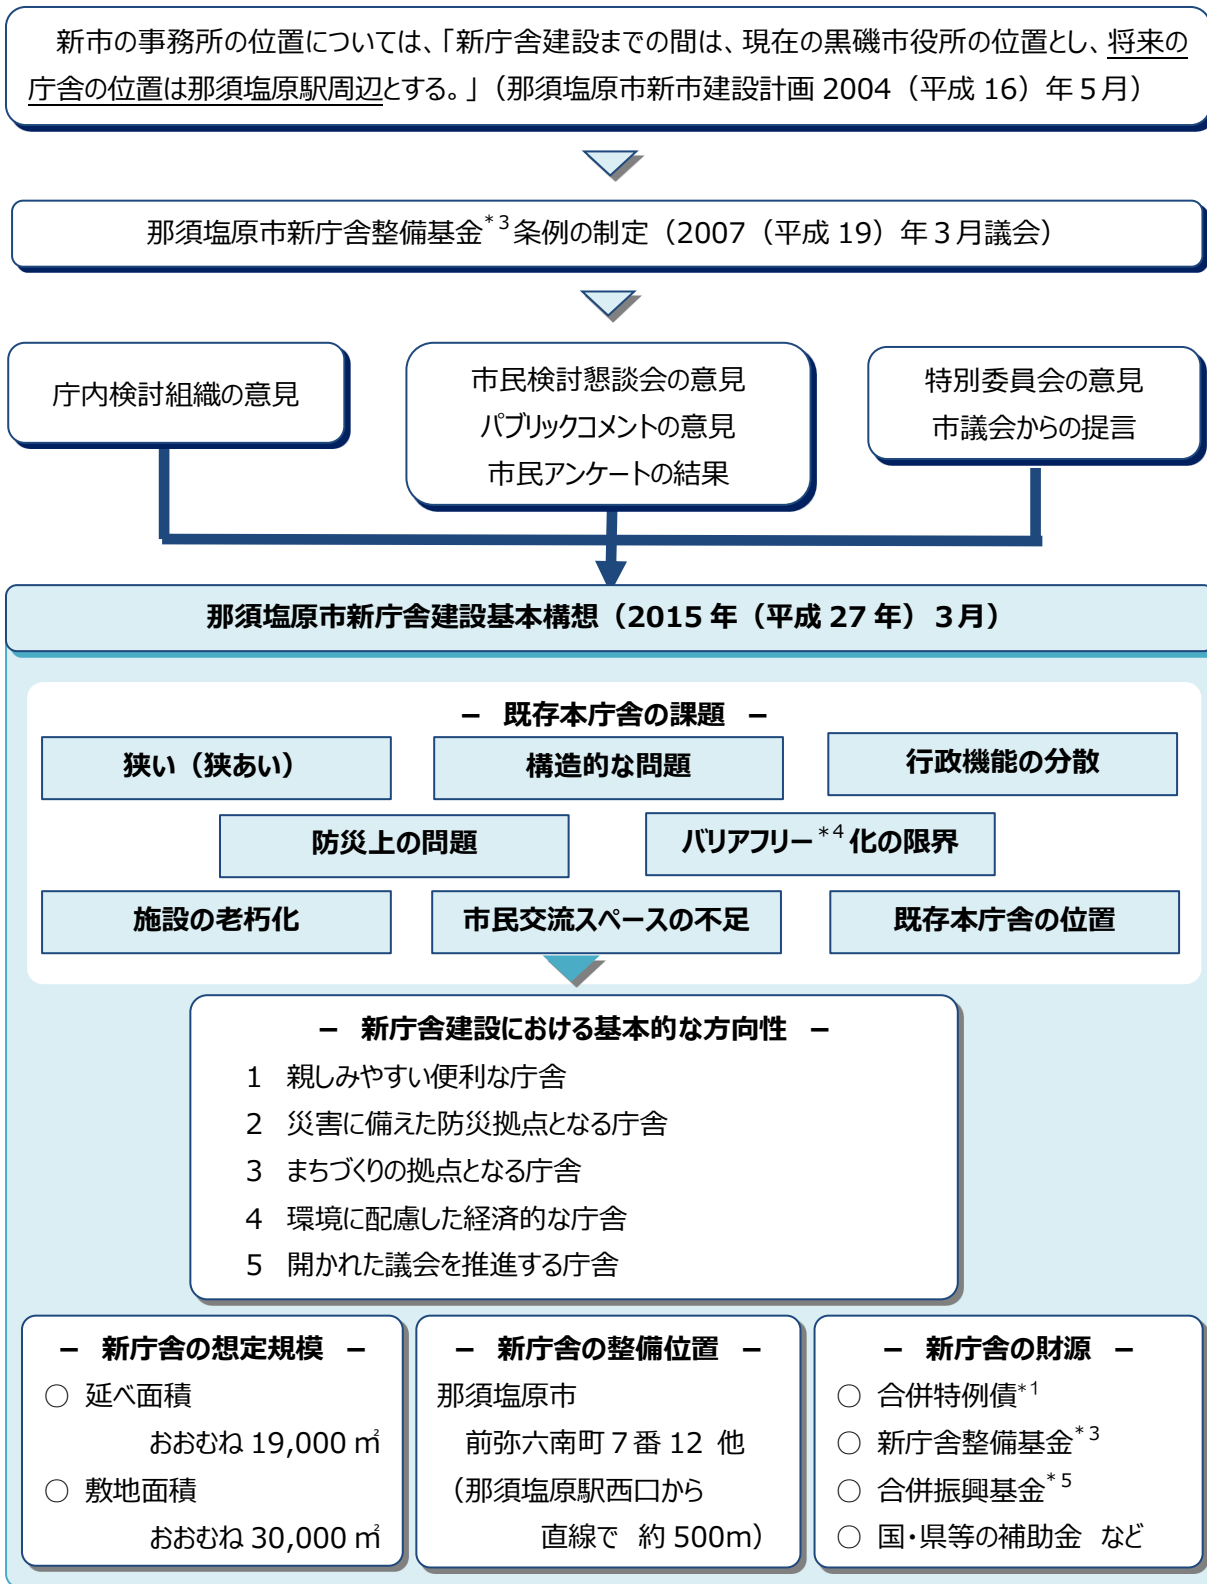 新市の事務所の位置については、「新庁舎建設までの間は、現在の黒磯市役所の位置とし、将来の
庁舎の位置は那須塩原駅周辺とする。」（那須塩原市新市建設計画 2004（平成 16）年５月）
那須塩原市新庁舎整備基金*3条例の制定（2007（平成 19）年３月議会）
庁内検討組織の意見
市民検討懇談会の意見
パブリックコメントの意見
市民アンケートの結果
特別委員会の意見
市議会からの提言
那須塩原市新庁舎建設基本構想（2015 年（平成 27 年）３月）
－ 既存本庁舎の課題 －
狭い（狭あい）
構造的な問題
行政機能の分散
防災上の問題
バリアフリー*4化の限界
施設の老朽化
市民交流スペースの不足
既存本庁舎の位置
－ 新庁舎建設における基本的な方向性 －
1 親しみやすい便利な庁舎
2 災害に備えた防災拠点となる庁舎
3 まちづくりの拠点となる庁舎
4 環境に配慮した経済的な庁舎
5 開かれた議会を推進する庁舎
－ 新庁舎の想定規模 －
○ 延べ面積
おおむね 19,000 ㎡
○ 敷地面積
おおむね 30,000 ㎡
－ 新庁舎の整備位置 －
那須塩原市
前弥六南町７番 12 他
（那須塩原駅西口から
直線で 約 500m）
－ 新庁舎の財源 －
○ 合併特例債*1
○ 新庁舎整備基金*3
○ 合併振興基金*5
○ 国・県等の補助金 など